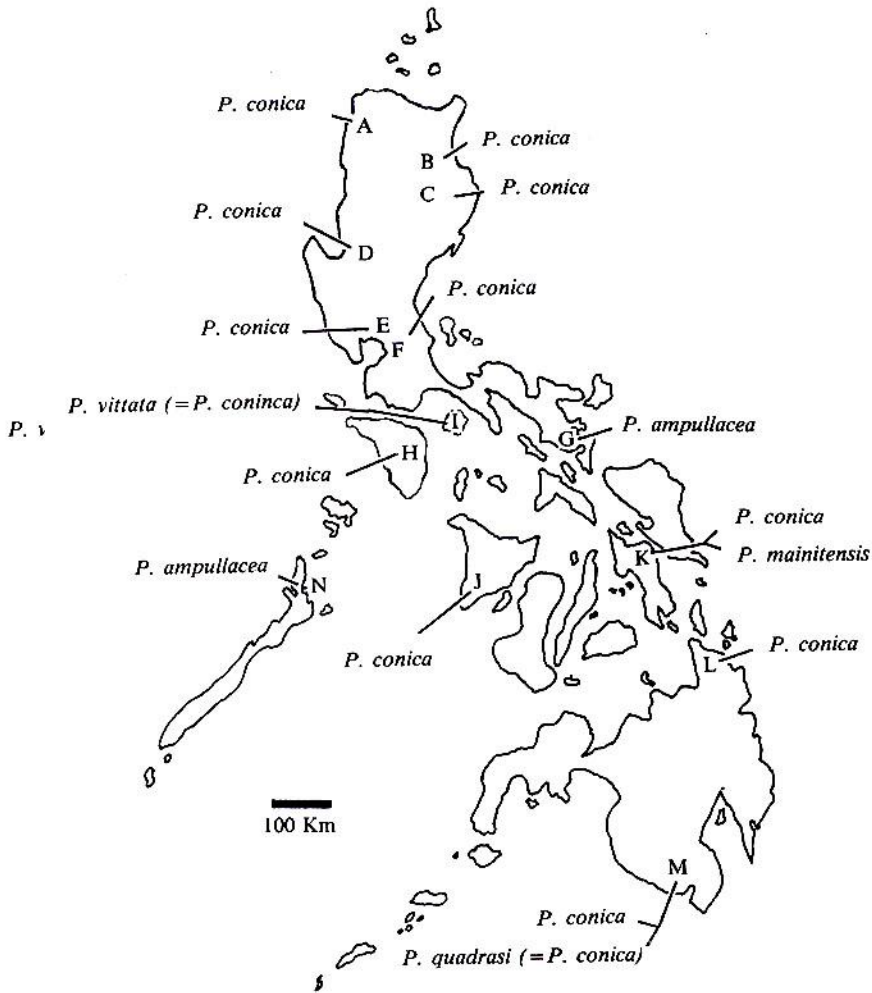 P. conica
A
B
P. conica
C
P. conica
P. conica
D
P. conica
P. conica
E
F
P. vittata (=P. coninca)
I
P. v
G
P. ampullacea
H
P. conica
P. conica
K
P. mainitensis
P. ampullacea
N
J
P. conica
L
P. conica
100 Km
M
P. conica
P. quadrasi (=P. conica)